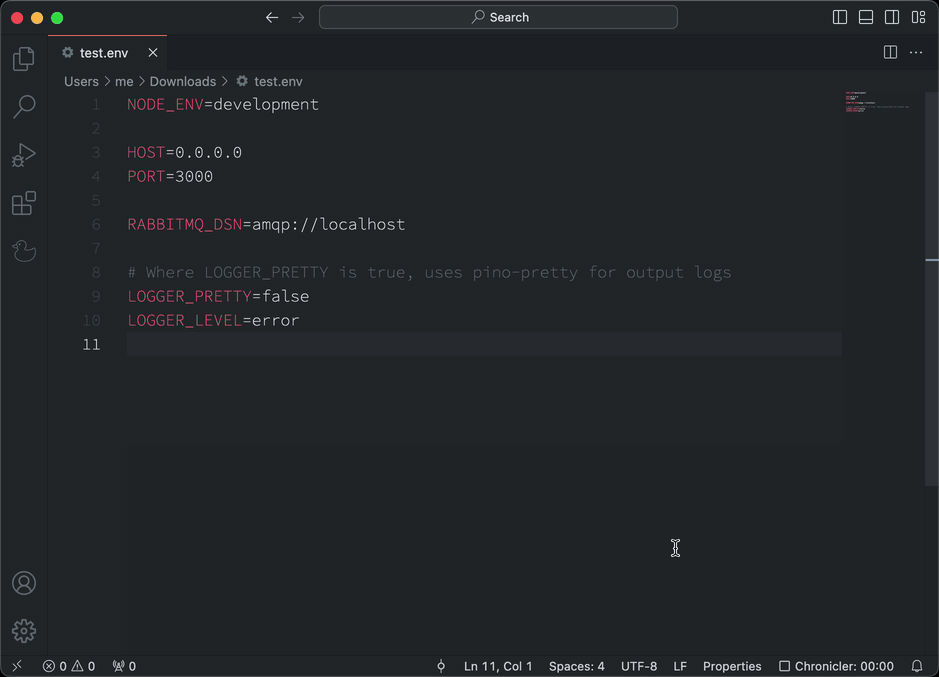 Search
test.env
Users > me > Downloads > test.env
1 NODE_ENV=development
2
3 HOST=0.0.0.0
4 PORT=3000
5
6 RABBITMQ_DSN=amqp://localhost
7
8 # Where LOGGER_PRETTY is true, uses pino-pretty for output logs
9 LOGGER_PRETTY=false
10 LOGGER_LEVEL=error
11
0 0 0 Ln 11, Col 1 Spaces: 4 UTF-8 LF Properties Chronicler: 00:00